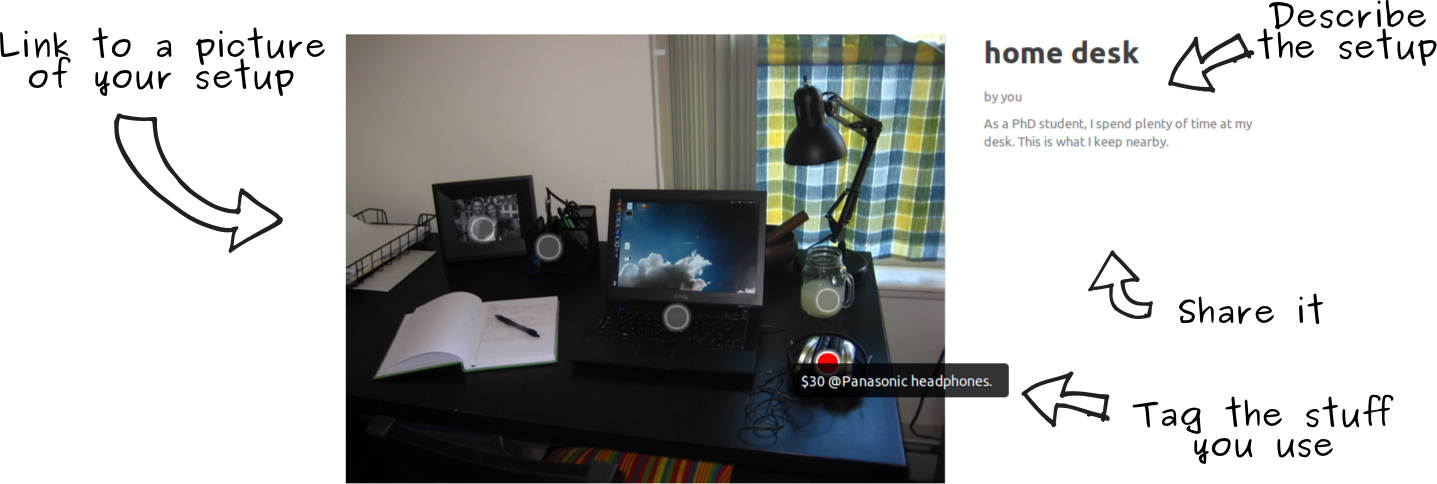 Link to a picture
of your setup
home desk
Describe
the setup
by you
As a PhD student, I spend plenty of time at my
desk. This is what I keep nearby.
DELL
Share it
$30 @Panasonic headphones.
Tag the stuff
you use